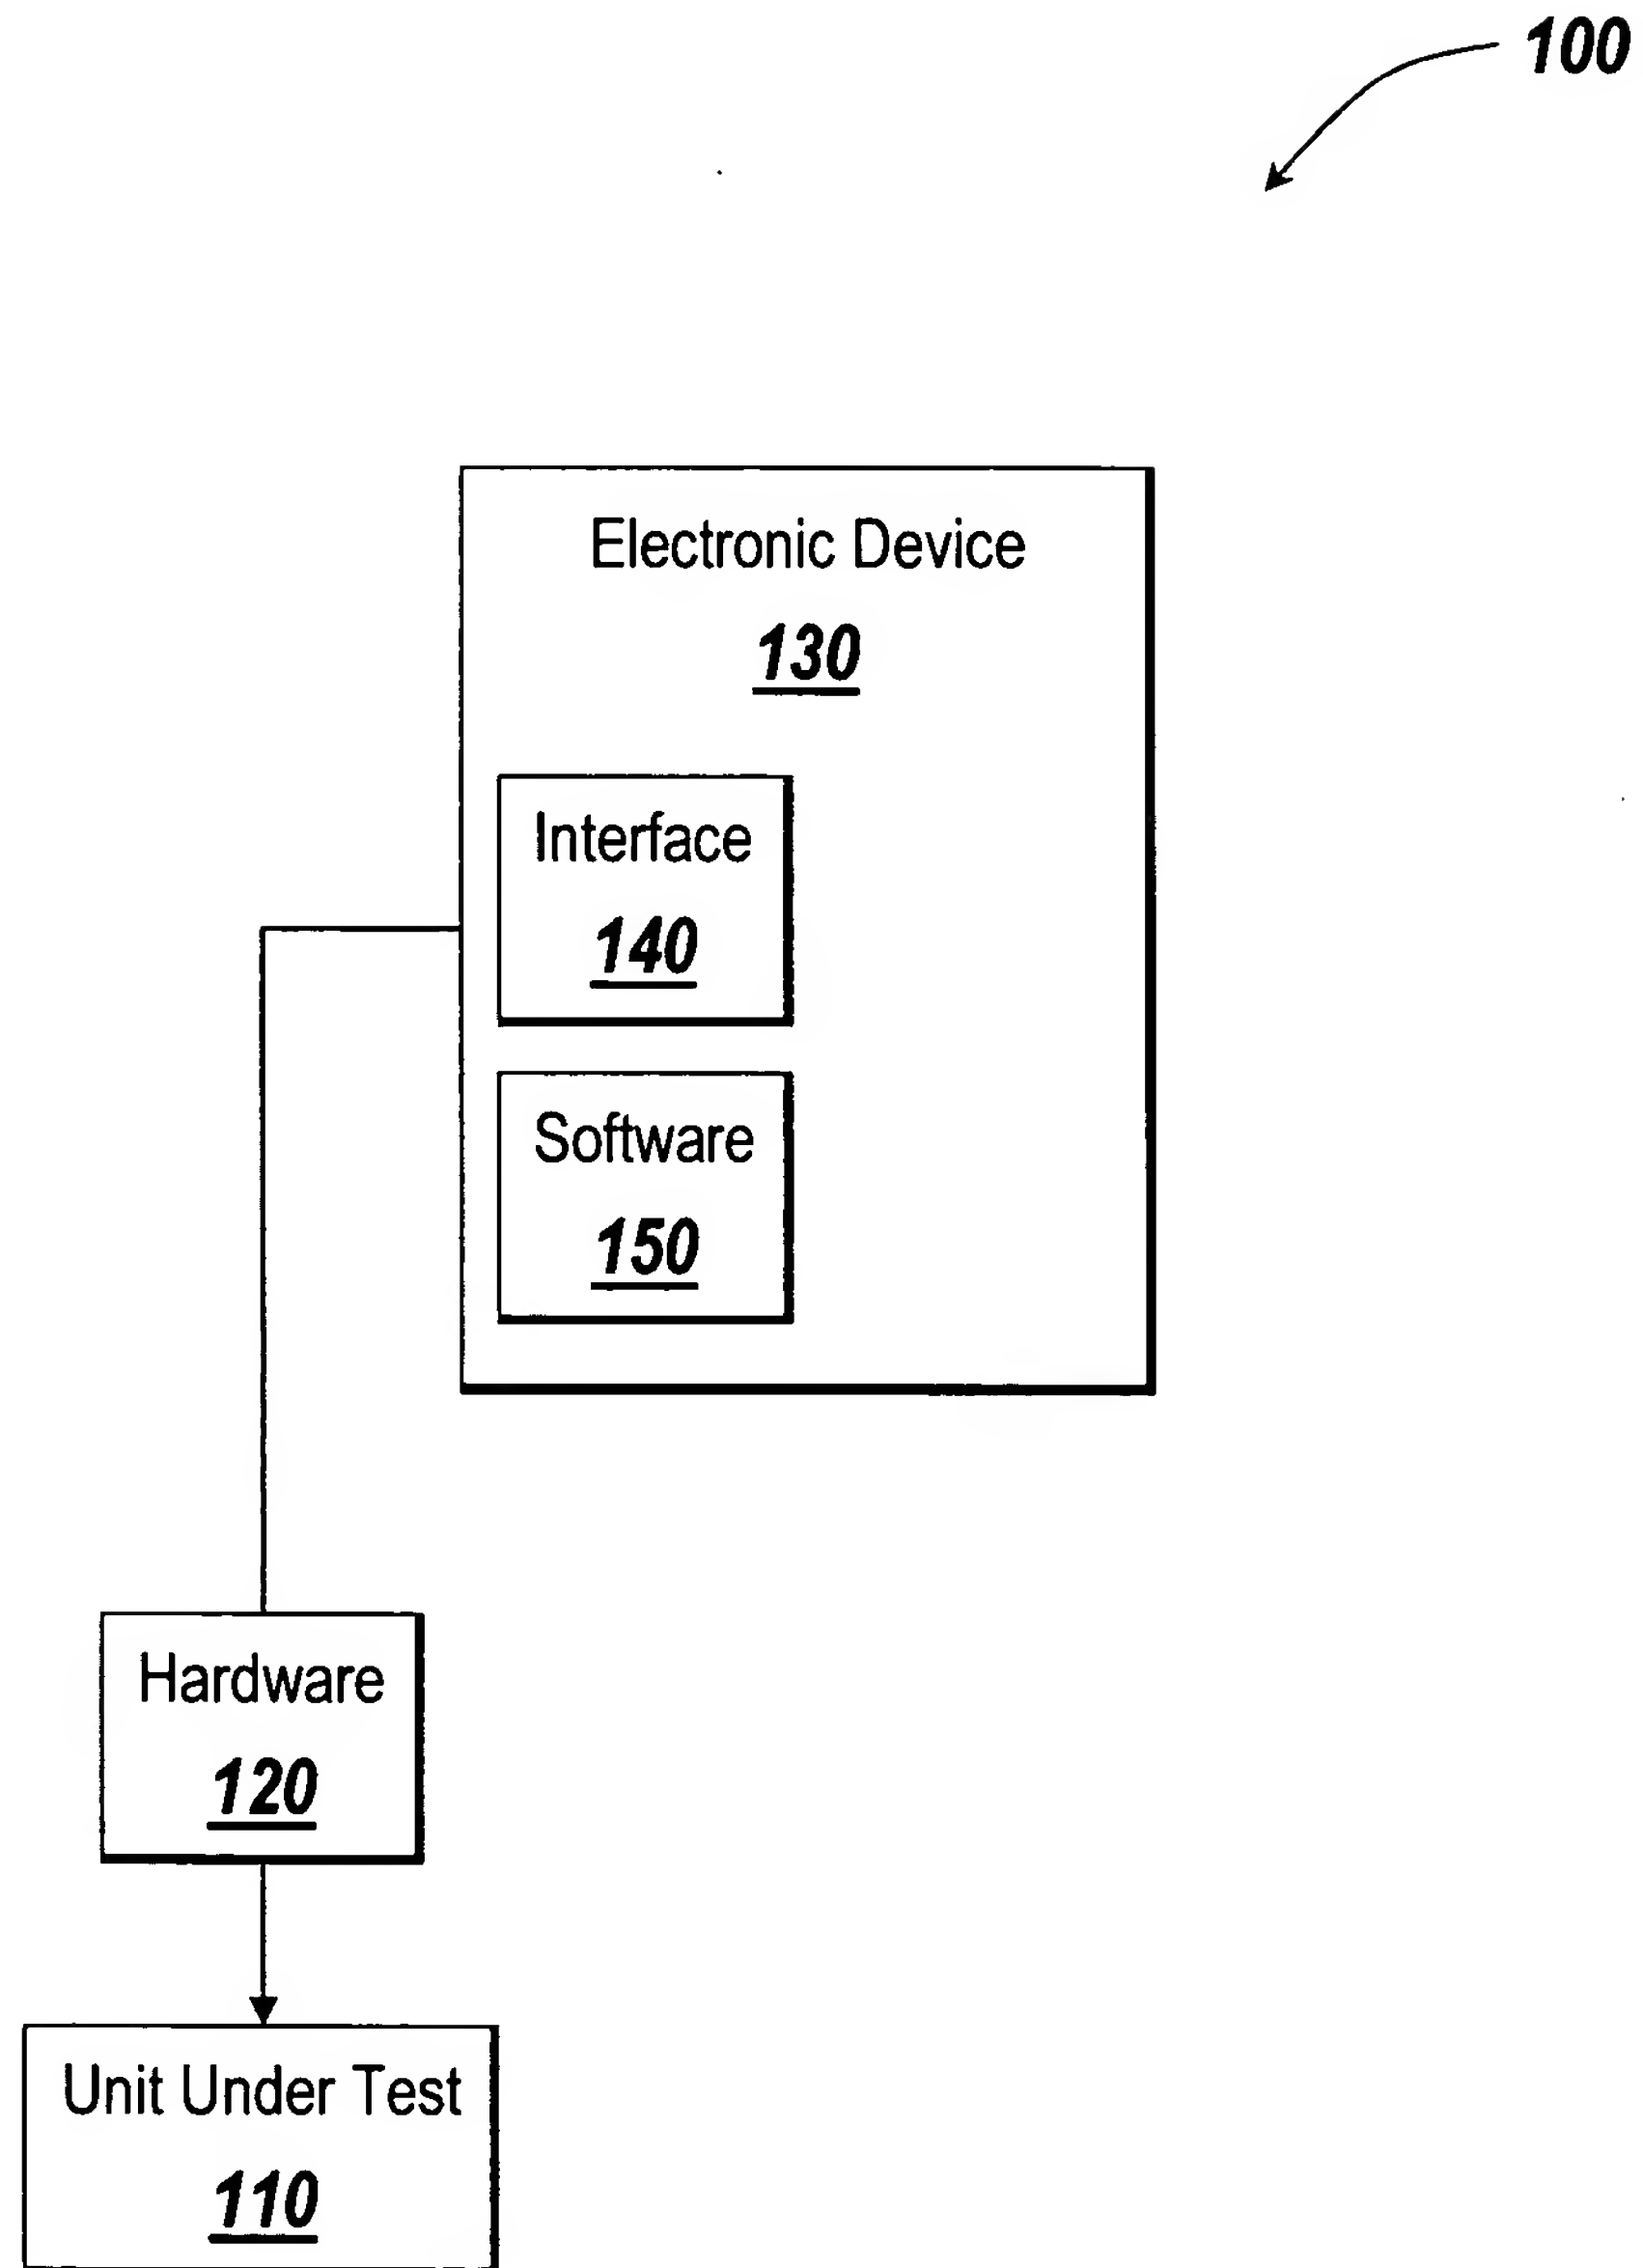 100
Electronic Device
130
Interface
140
Software
150
Hardware
120
Unit Under Test
110